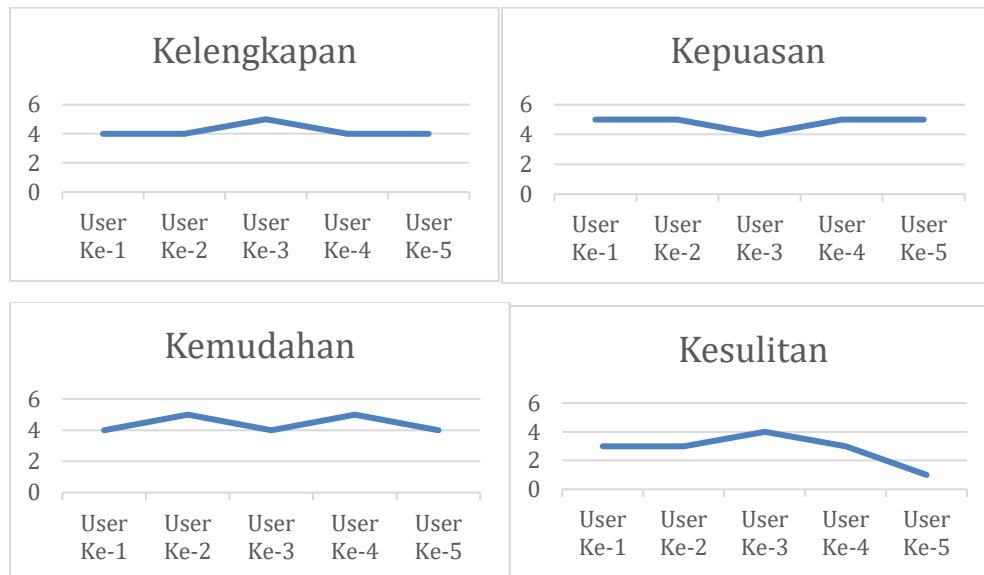 Kelengkapan
6
4
2
0
User Ke-1
User Ke-2
User Ke-3
User Ke-4
User Ke-5
Kepuasan
6
4
2
0
User Ke-1
User Ke-2
User Ke-3
User Ke-4
User Ke-5
Kemudahan
6
4
2
0
User Ke-1
User Ke-2
User Ke-3
User Ke-4
User Ke-5
Kesulitan
6
4
2
0
User Ke-1
User Ke-2
User Ke-3
User Ke-4
User Ke-5